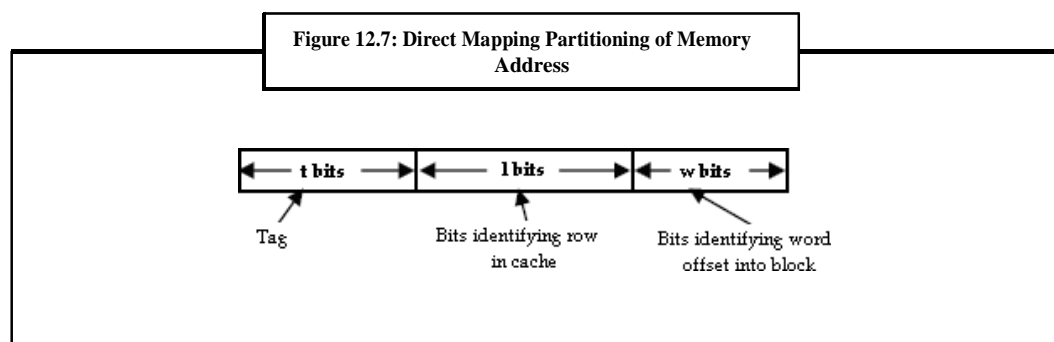 Figure 12.7: Direct Mapping Partitioning of Memory
Address
t bits
l bits
w bits
Tag
Bits identifying row
in cache
Bits identifying word
offset into block